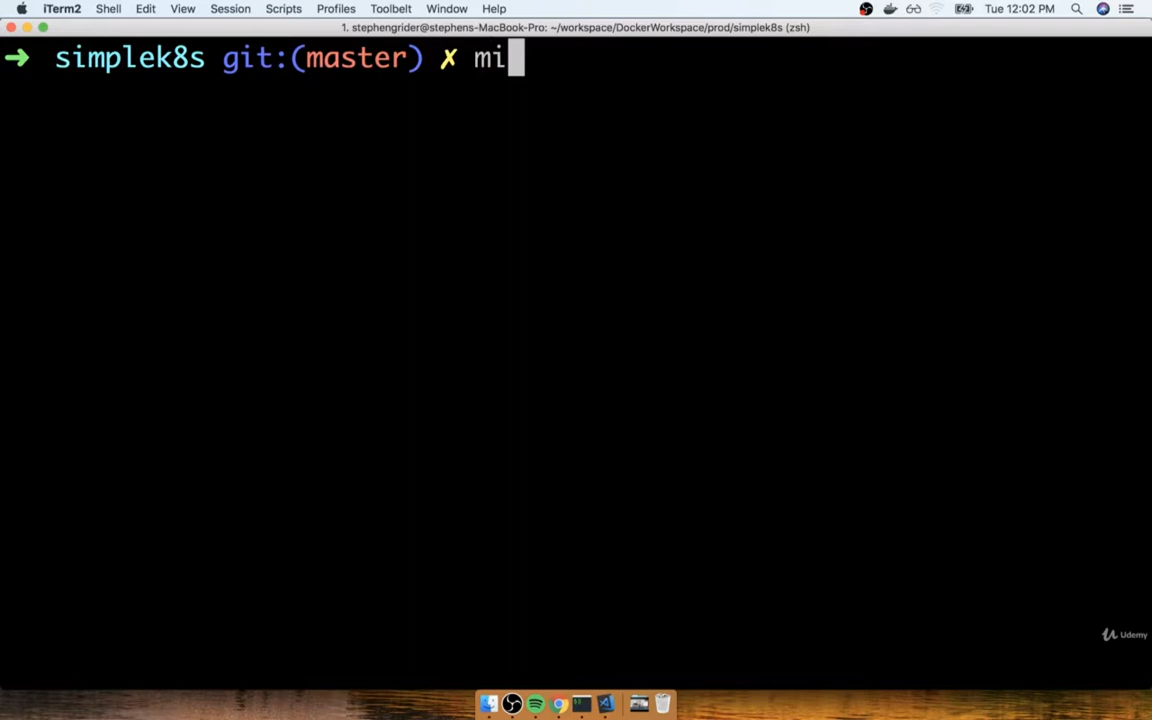 iTerm2 Shell Edit View Session Scripts Profiles Toolbelt Window Help Tue 12:02 PM
1. stephengrider@stephens-MacBook-Pro: ~/workspace/DockerWorkspace/prod/simplek8s (zsh)
➜ simplek8s git:(master) ✗ mi
Udemy